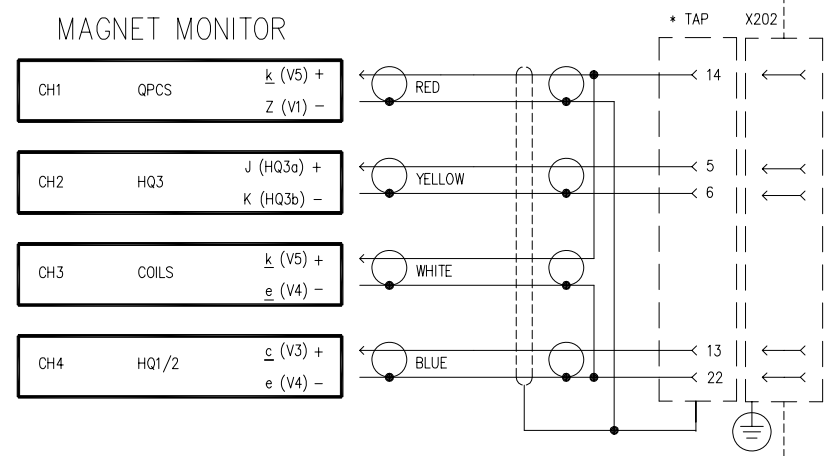 MAGNET MONITOR
* TAP
X202
CH1 QPCS k (V5) +
Z (V1) –
RED
14
CH2 HQ3 J (HQ3a) +
K (HQ3b) –
YELLOW
5
6
CH3 COILS k (V5) +
e (V4) –
WHITE
CH4 HQ1/2 c (V3) +
e (V4) –
BLUE
13
22